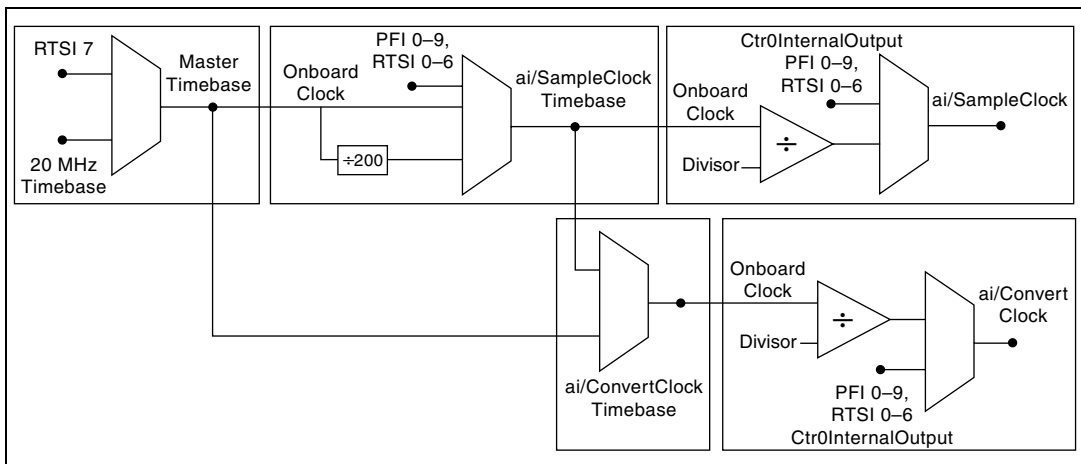 RTSI 7
Master
Timebase
20 MHz
Timebase
Onboard
Clock
PFI 0–9,
RTSI 0–6
÷200
ai/SampleClock
Timebase
Ctr0InternalOutput
PFI 0–9,
RTSI 0–6
Onboard
Clock
÷
Divisor
ai/SampleClock
ai/ConvertClock
Timebase
Onboard
Clock
÷
Divisor
ai/Convert
Clock
PFI 0–9,
RTSI 0–6
Ctr0InternalOutput